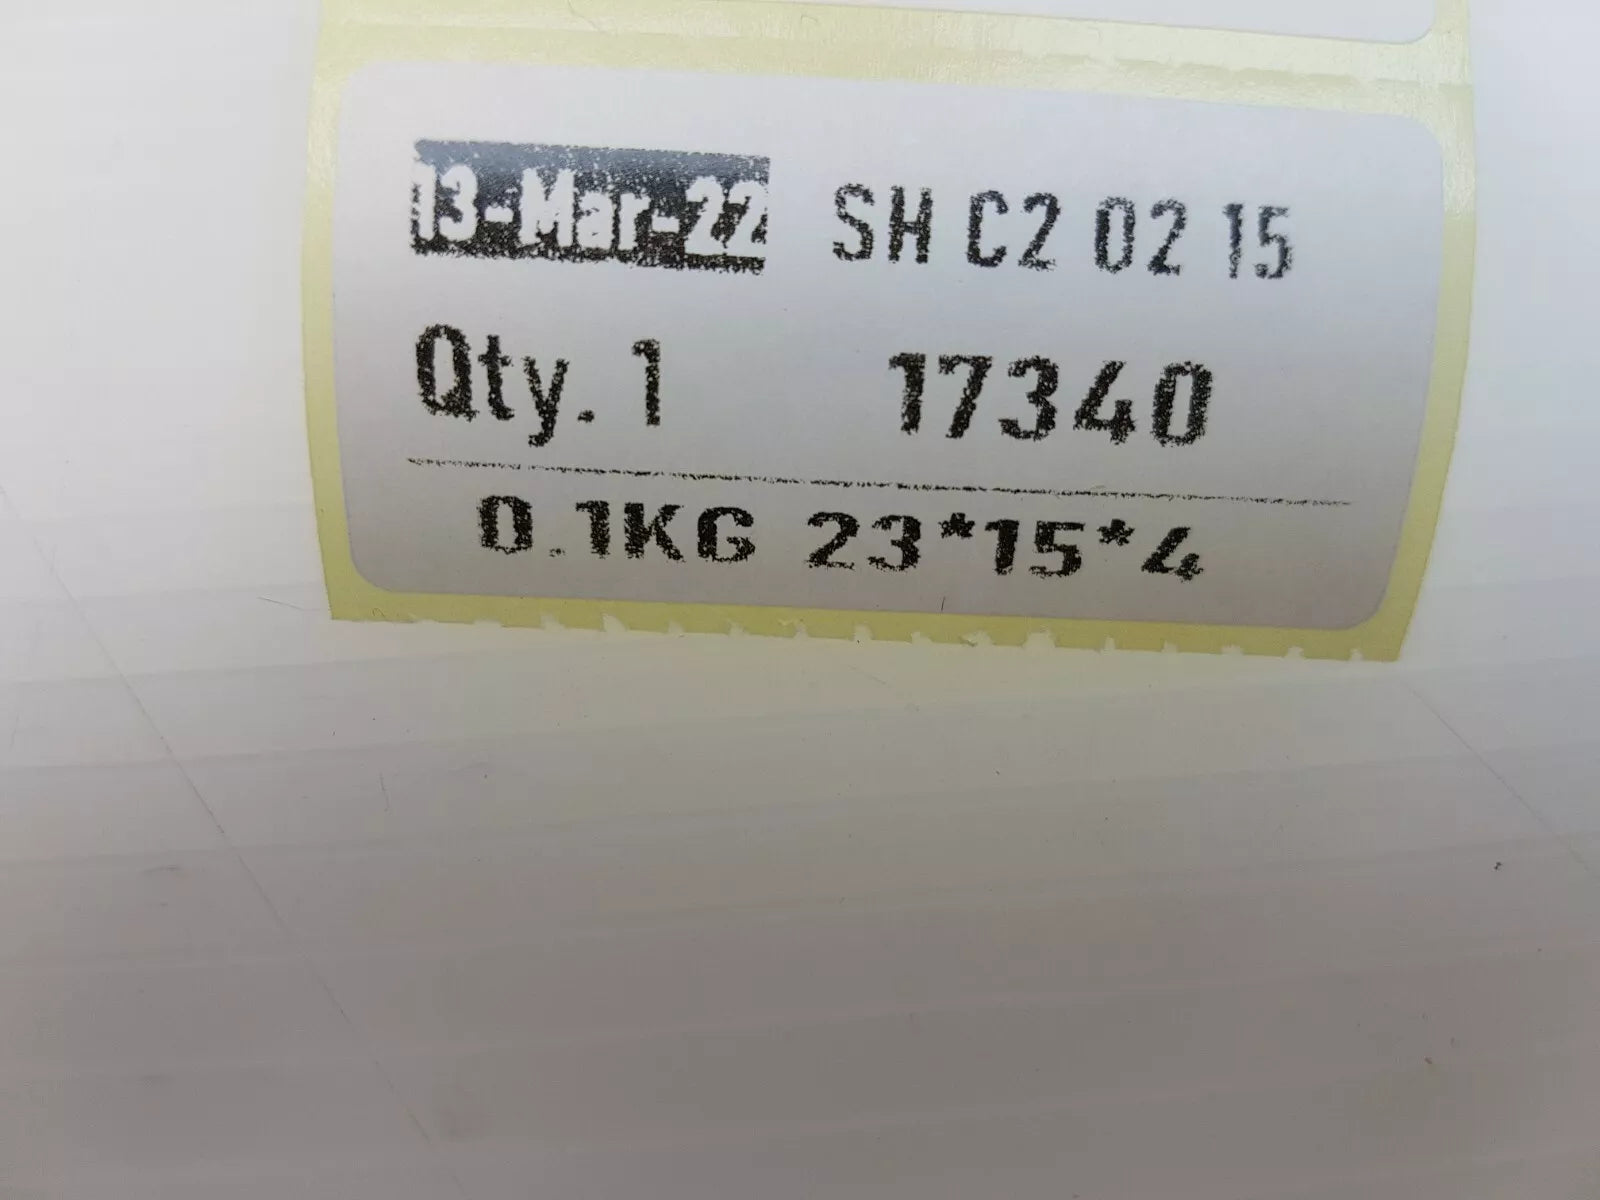 13-Mar-22 SH C2 02 15
Qty. 1 17340
0.1KG 23*15*4